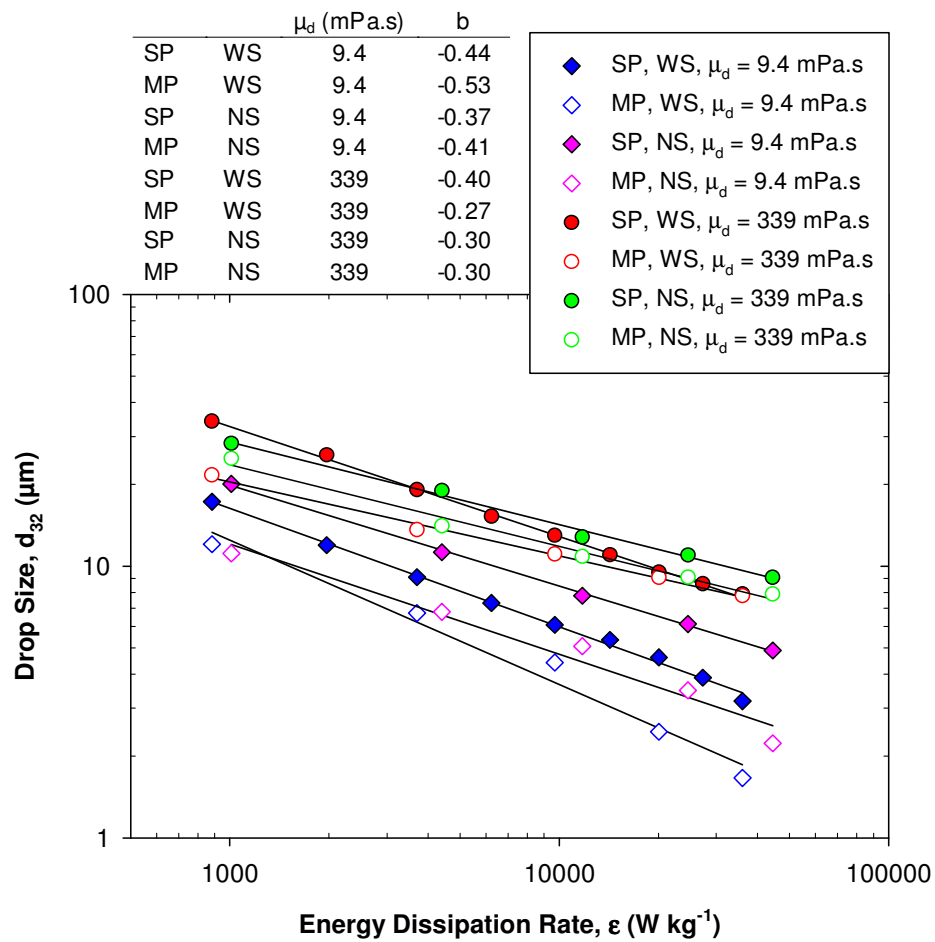 μd (mPa.s) b
SP WS 9.4 -0.44
MP WS 9.4 -0.53
SP NS 9.4 -0.37
MP NS 9.4 -0.41
SP WS 339 -0.40
MP WS 339 -0.27
SP NS 339 -0.30
MP NS 339 -0.30
SP, WS, μd = 9.4 mPa.s
MP, WS, μd = 9.4 mPa.s
SP, NS, μd = 9.4 mPa.s
MP, NS, μd = 9.4 mPa.s
SP, WS, μd = 339 mPa.s
MP, WS, μd = 339 mPa.s
SP, NS, μd = 339 mPa.s
MP, NS, μd = 339 mPa.s
100
10
1
Drop Size, d32 (μm)
1000 10000 100000
Energy Dissipation Rate, ε (W kg-1)